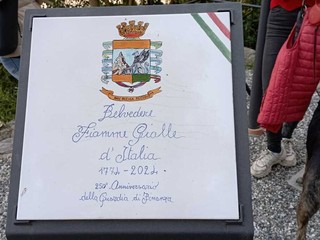 Belvedere
Fiamme Gialle
d'Italia
1774-2024.
250° Anniversario
della Guardia di Finanza